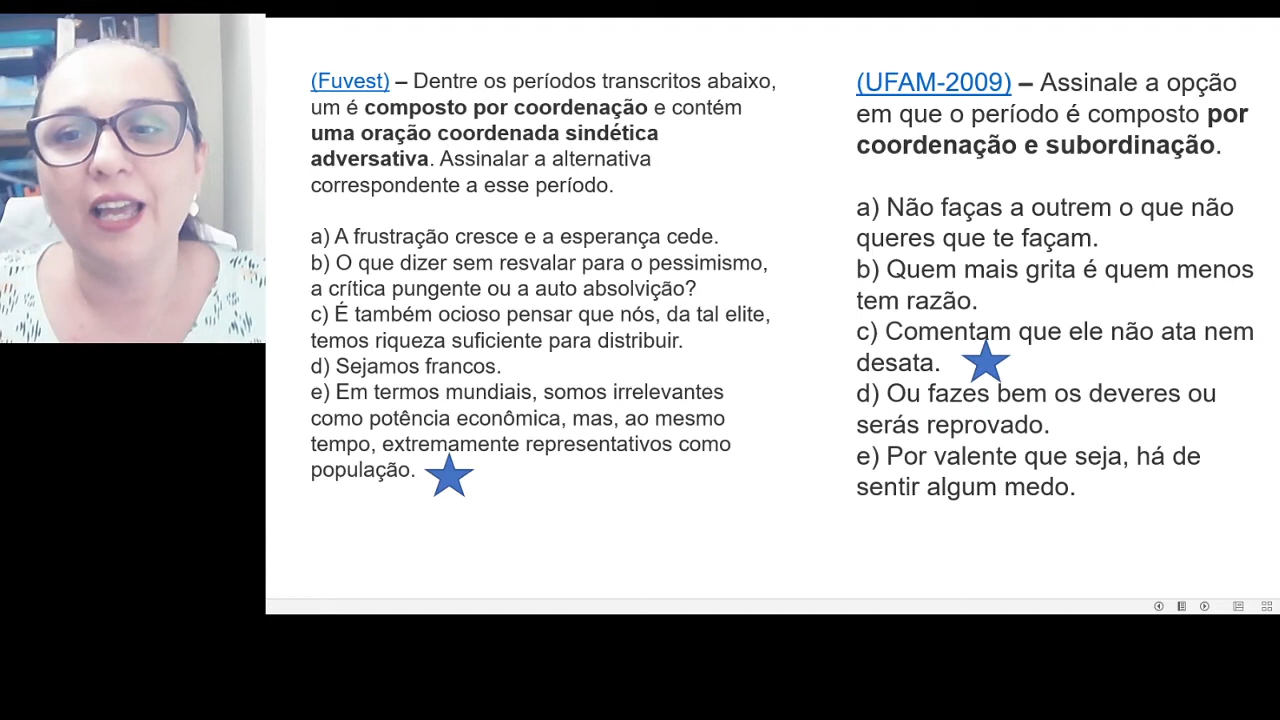 (Fuvest) – Dentre os períodos transcritos abaixo,
um é composto por coordenação e contém
uma oração coordenada sindética
adversativa. Assinalar a alternativa
correspondente a esse período.
a) A frustração cresce e a esperança cede.
b) O que dizer sem resvalar para o pessimismo,
a crítica pungente ou a auto absolvição?
c) É também ocioso pensar que nós, da tal elite,
temos riqueza suficiente para distribuir.
d) Sejamos francos.
e) Em termos mundiais, somos irrelevantes
como potência econômica, mas, ao mesmo
tempo, extremamente representativos como
população.
(UFAM-2009) – Assinale a opção
em que o período é composto por
coordenação e subordinação.
a) Não faças a outrem o que não
queres que te façam.
b) Quem mais grita é quem menos
tem razão.
c) Comentam que ele não ata nem
desata.
d) Ou fazes bem os deveres ou
serás reprovado.
e) Por valente que seja, há de
sentir algum medo.